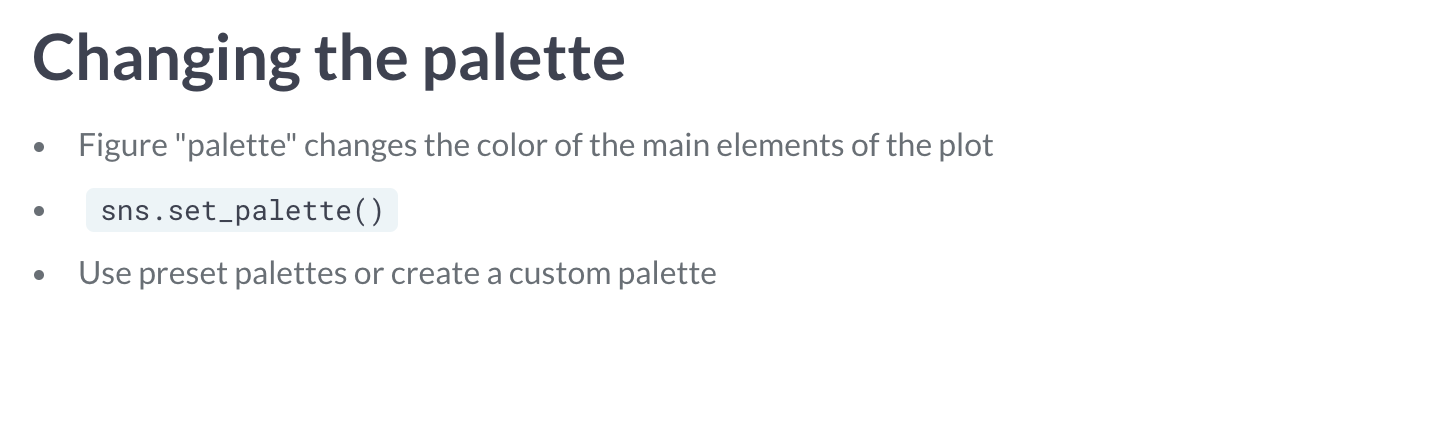 Changing the palette
• Figure "palette" changes the color of the main elements of the plot
• sns.set_palette()
• Use preset palettes or create a custom palette